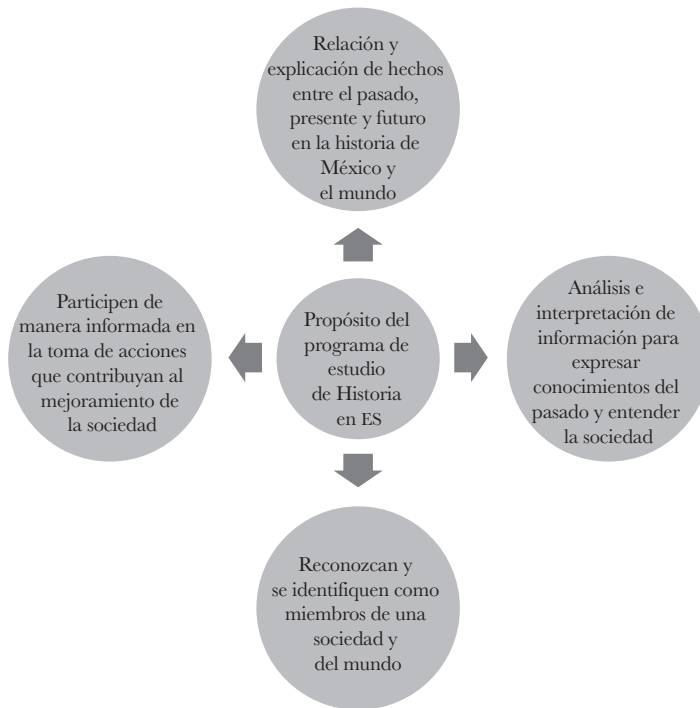 Relación y
explicación de hechos
entre el pasado,
presente y futuro
en la historia de
México y
el mundo
Participen de
manera informada en
la toma de acciones
que contribuyan al
mejoramiento de
la sociedad
Propósito del
programa de
estudio
de Historia
en ES
Análisis e
interpretación de
información para
expresar
conocimientos del
pasado y entender
la sociedad
Reconozcan y
se identifiquen como
miembros de una
sociedad y
del mundo